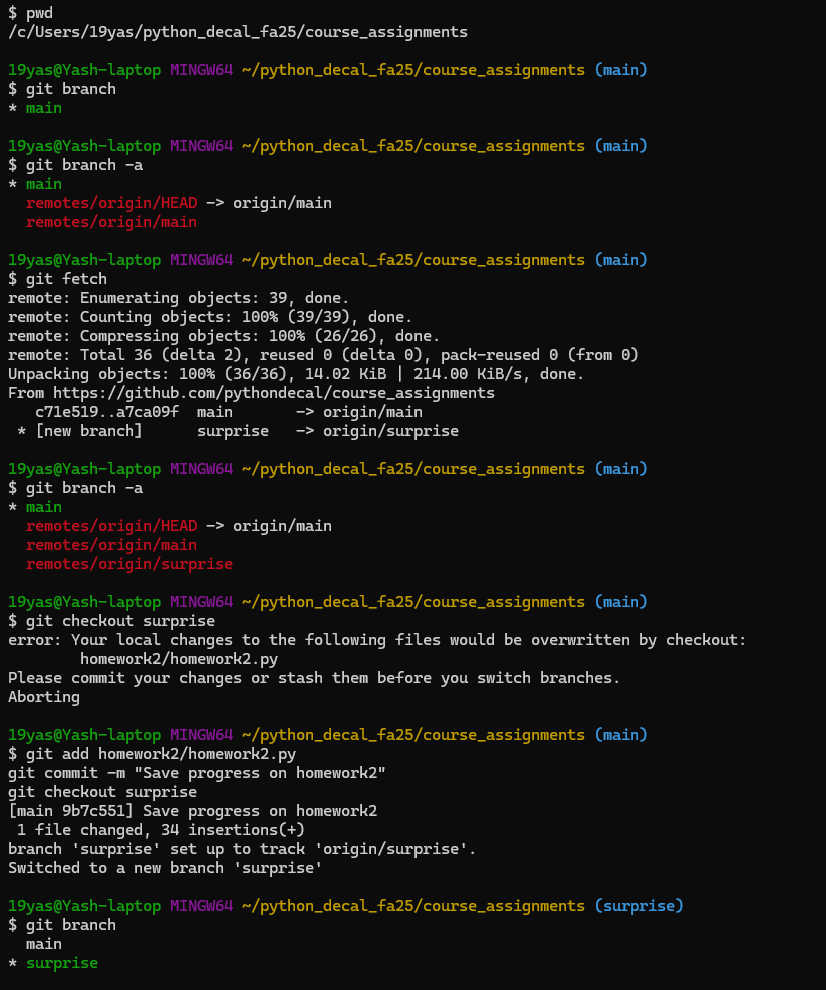 $ pwd
/c/Users/19yas/python_decal_fa25/course_assignments
19yas@Yash-laptop MINGW64 ~/python_decal_fa25/course_assignments (main)
$ git branch
* main
19yas@Yash-laptop MINGW64 ~/python_decal_fa25/course_assignments (main)
$ git branch -a
* main
  remotes/origin/HEAD -> origin/main
  remotes/origin/main
19yas@Yash-laptop MINGW64 ~/python_decal_fa25/course_assignments (main)
$ git fetch
remote: Enumerating objects: 39, done.
remote: Counting objects: 100% (39/39), done.
remote: Compressing objects: 100% (26/26), done.
remote: Total 36 (delta 2), reused 0 (delta 0), pack-reused 0 (from 0)
Unpacking objects: 100% (36/36), 14.02 KiB | 214.00 KiB/s, done.
From https://github.com/pythondecal/course_assignments
   c71e519..a7ca09f  main       -> origin/main
 * [new branch]      surprise   -> origin/surprise
19yas@Yash-laptop MINGW64 ~/python_decal_fa25/course_assignments (main)
$ git branch -a
* main
  remotes/origin/HEAD -> origin/main
  remotes/origin/main
  remotes/origin/surprise
19yas@Yash-laptop MINGW64 ~/python_decal_fa25/course_assignments (main)
$ git checkout surprise
error: Your local changes to the following files would be overwritten by checkout:
        homework2/homework2.py
Please commit your changes or stash them before you switch branches.
Aborting
19yas@Yash-laptop MINGW64 ~/python_decal_fa25/course_assignments (main)
$ git add homework2/homework2.py
git commit -m "Save progress on homework2"
git checkout surprise
[main 9b7c551] Save progress on homework2
 1 file changed, 34 insertions(+)
branch 'surprise' set up to track 'origin/surprise'.
Switched to a new branch 'surprise'
19yas@Yash-laptop MINGW64 ~/python_decal_fa25/course_assignments (surprise)
$ git branch
  main
* surprise